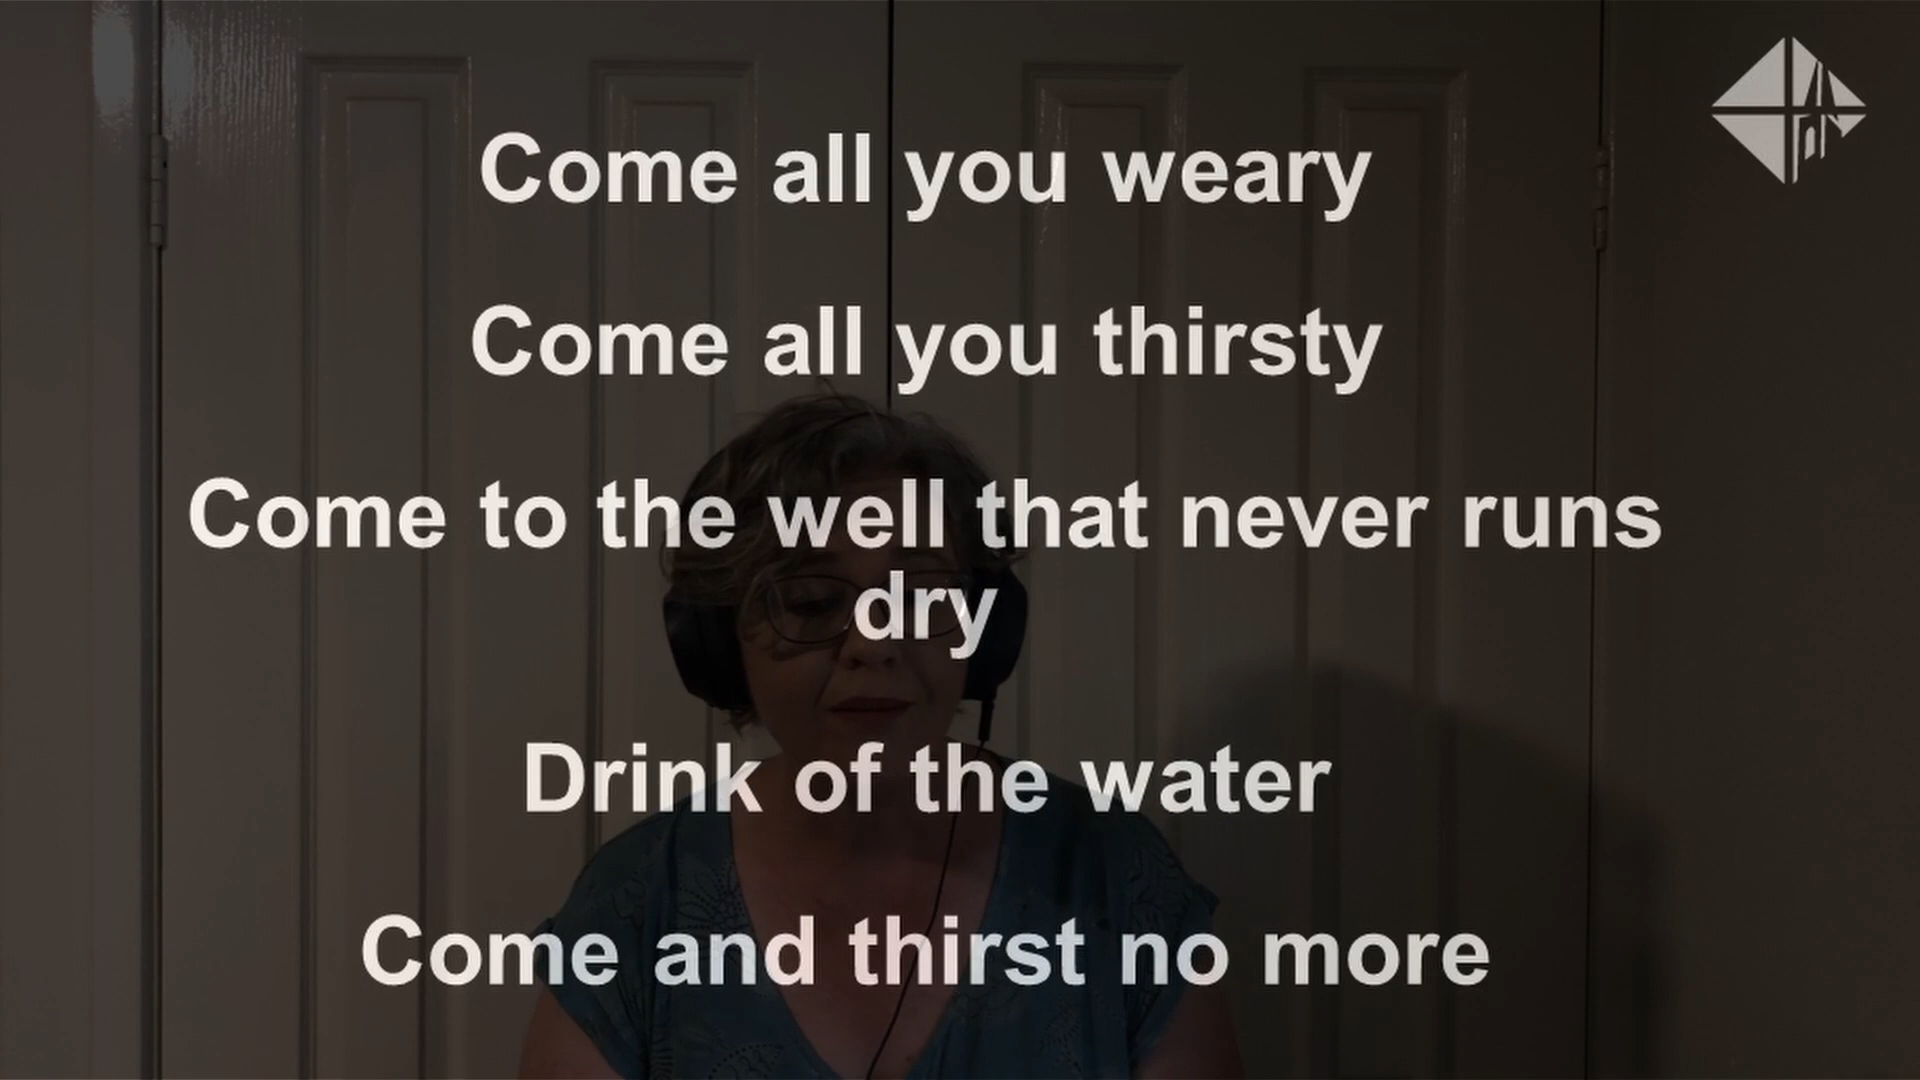 Come all you weary
Come all you thirsty
Come to the well that never runs
dry
Drink of the water
Come and thirst no more